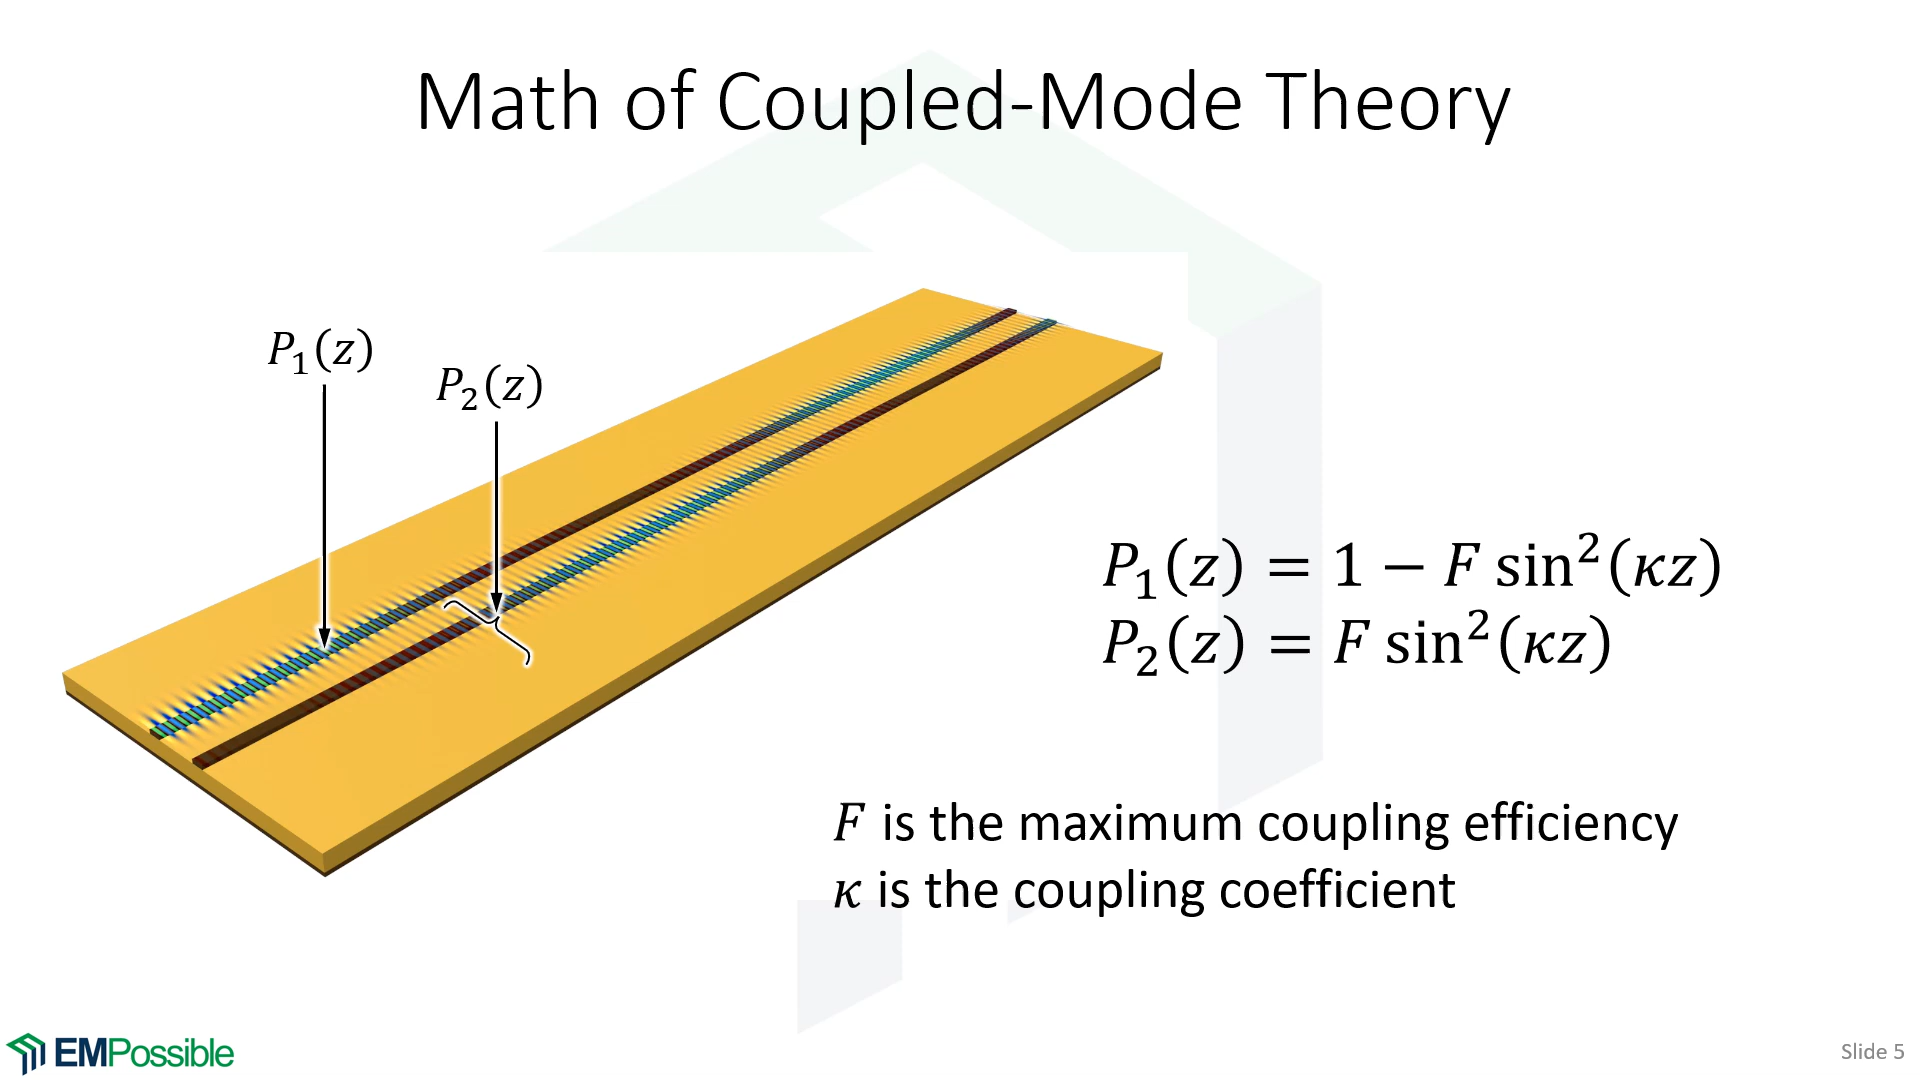 Math of Coupled-Mode Theory
P₁(z)
P₂(z)
P₁(z) = 1 − F sin²(κz)
P₂(z) = F sin²(κz)
F is the maximum coupling efficiency
κ is the coupling coefficient
EMPossible
Slide 5